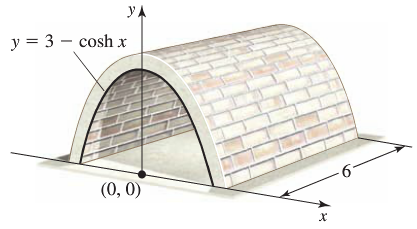 y
y = 3 − cosh x
6
(0, 0)
x